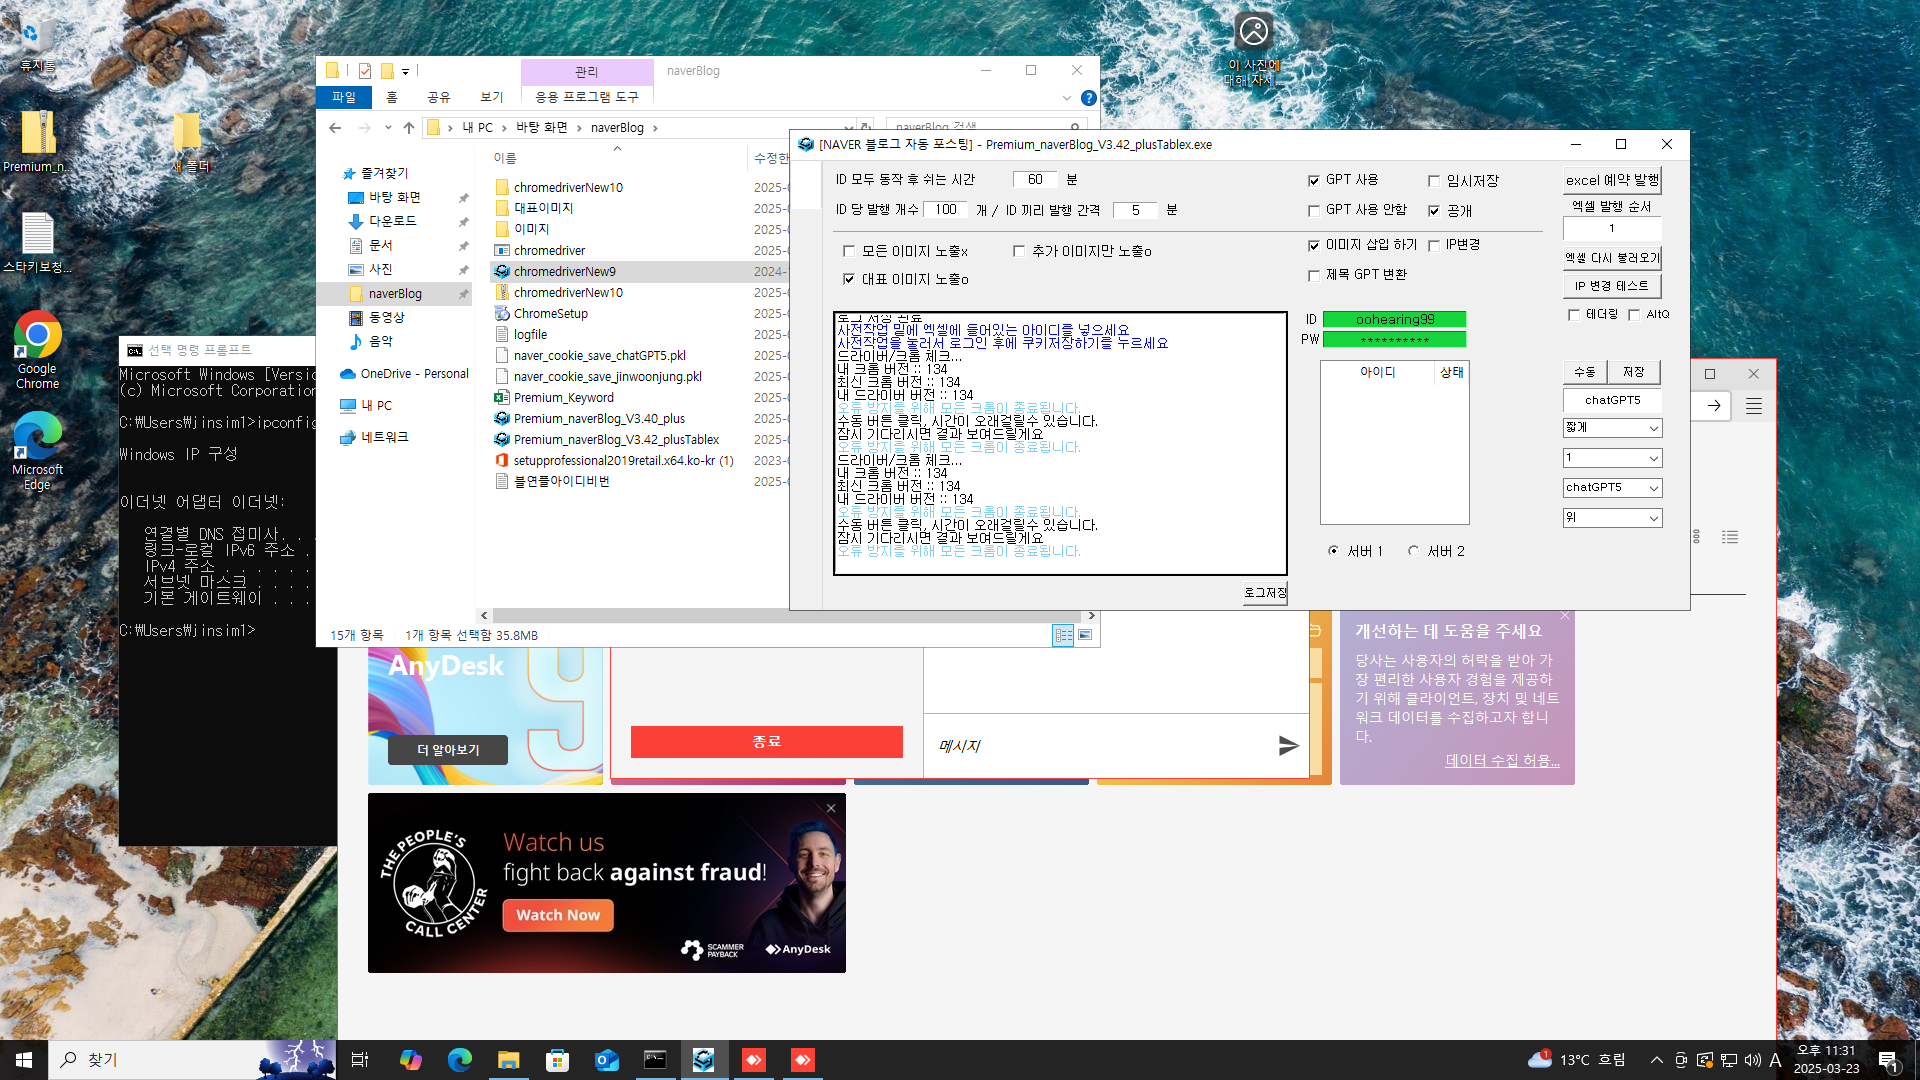 휴지통
Premium_n...
새 폴더
스타키보청...
Google
Chrome
Microsoft
Edge
이 사진에
대해 자세...
관리
naverBlog
파일
홈
공유
보기
응용 프로그램 도구
내 PC
바탕 화면
naverBlog
naverBlog 검색
이름
수정한
즐겨찾기
바탕 화면
다운로드
문서
사진
naverBlog
동영상
음악
OneDrive - Personal
내 PC
네트워크
chromedriverNew10
2025-0
대표이미지
2025-0
이미지
2025-0
chromedriver
2025-0
chromedriverNew9
2024-
chromedriverNew10
2025-0
ChromeSetup
2025-0
logfile
2025-0
naver_cookie_save_chatGPT5.pkl
2025-0
naver_cookie_save_jinwoonjung.pkl
2025-0
Premium_Keyword
2025-0
Premium_naverBlog_V3.40_plus
2025-0
Premium_naverBlog_V3.42_plusTablex
2025-0
setupprofessional2019retail.x64.ko-kr (1)
2023-0
블연플아이디비번
2025-0
15개 항목
1개 항목 선택함 35.8MB
선택 명령 프롬프트
Microsoft Windows [Versio
(c) Microsoft Corporation
C:₩Users₩jinsim1>ipconfig
Windows IP 구성
이더넷 어댑터 이더넷:
연결별 DNS 접미사. . .
링크-로컬 IPv6 주소 . .
IPv4 주소 . . . . . . .
서브넷 마스크 . . . . .
기본 게이트웨이 . . . .
C:₩Users₩jinsim1>
[NAVER 블로그 자동 포스팅] - Premium_naverBlog_V3.42_plusTablex.exe
ID 모두 동작 후 쉬는 시간 60 분
ID 당 발행 개수 100 개 / ID 끼리 발행 간격 5 분
모든 이미지 노출x
추가 이미지만 노출o
대표 이미지 노출o
GPT 사용
임시저장
GPT 사용 안함
공개
이미지 삽입 하기
IP변경
제목 GPT 변환
excel 예약 발행
엑셀 발행 순서
1
엑셀 다시 불러오기
IP 변경 테스트
테더링
AltQ
로그 저장 완료
사전작업 밑에 엑셀에 들어있는 아이디를 넣으세요
사전작업을 눌러서 로그인 후에 쿠키저장하기를 누르세요
드라이버/크롬 체크...
내 크롬 버전 :: 134
최신 크롬 버전 :: 134
내 드라이버 버전 :: 134
오류 방지를 위해 모든 크롬이 종료됩니다.
수동 버튼 클릭, 시간이 오래걸릴수 있습니다.
잠시 기다리시면 결과 보여드릴게요
오류 방지를 위해 모든 크롬이 종료됩니다.
드라이버/크롬 체크...
내 크롬 버전 :: 134
최신 크롬 버전 :: 134
내 드라이버 버전 :: 134
오류 방지를 위해 모든 크롬이 종료됩니다.
수동 버튼 클릭, 시간이 오래걸릴수 있습니다.
잠시 기다리시면 결과 보여드릴게요
오류 방지를 위해 모든 크롬이 종료됩니다.
로그저장
ID oohearing99
PW **********
아이디
상태
서버 1
서버 2
수동
저장
chatGPT5
짧게
1
chatGPT5
위
AnyDesk
9
더 알아보기
종료
메시지
개선하는 데 도움을 주세요
당사는 사용자의 허락을 받아 가
장 편리한 사용자 경험을 제공하
기 위해 클라이언트, 장치 및 네트
워크 데이터를 수집하고자 합니
다.
데이터 수집 허용...
THE PEOPLE'S
CALL CENTER
Watch us
fight back against fraud!
Watch Now
SCAMMER
PAYBACK
AnyDesk
찾기
1
13°C 흐림
A
오후 11:31
2025-03-23
1